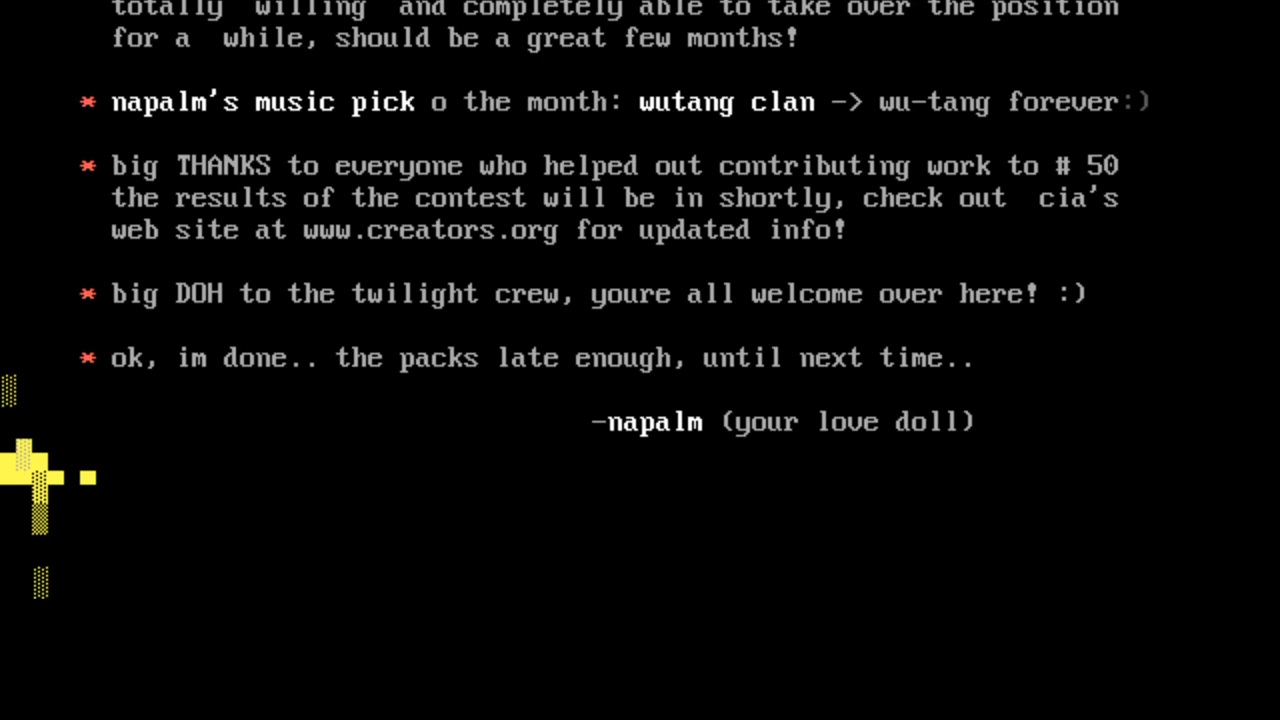 totally  willing  and completely able to take over the position
for a  while, should be a great few months!
* napalm's music pick o the month: wutang clan -> wu-tang forever:)
* big THANKS to everyone who helped out contributing work to # 50
the results of the contest will be in shortly, check out  cia's
web site at www.creators.org for updated info!
* big DOH to the twilight crew, youre all welcome over here! :)
* ok, im done.. the packs late enough, until next time..
-napalm (your love doll)